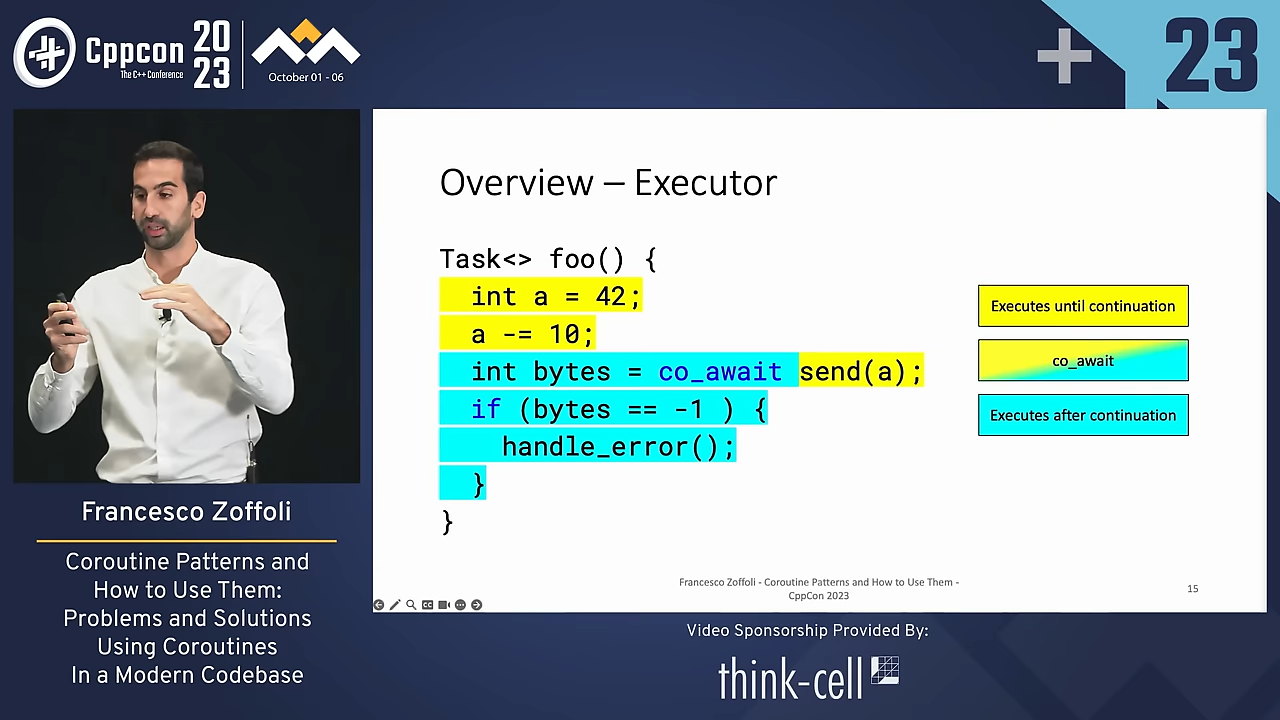 Cppcon
The C++ Conference
20
23
October 01 - 06
23
Overview – Executor
Task<> foo() {
int a = 42;
a -= 10;
int bytes = co_await send(a);
if (bytes == -1 ) {
handle_error();
}
}
Executes until continuation
co_await
Executes after continuation
Francesco Zoffoli - Coroutine Patterns and How to Use Them -
CppCon 2023
15
CC
Francesco Zoffoli
Coroutine Patterns and
How to Use Them:
Problems and Solutions
Using Coroutines
In a Modern Codebase
Video Sponsorship Provided By:
think-cell